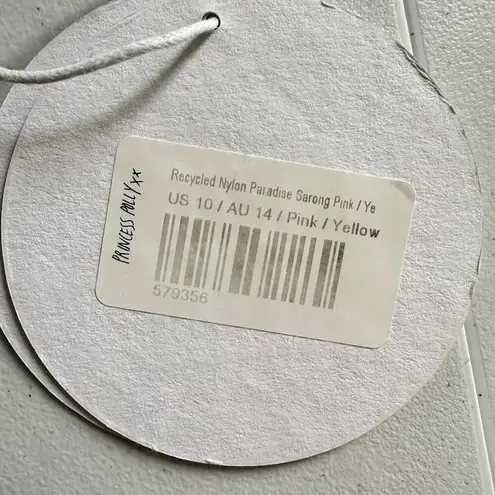 PRINCESS POLLY xx
Recycled Nylon Paradise Sarong Pink / Ye
US 10 / AU 14 / Pink / Yellow
579356